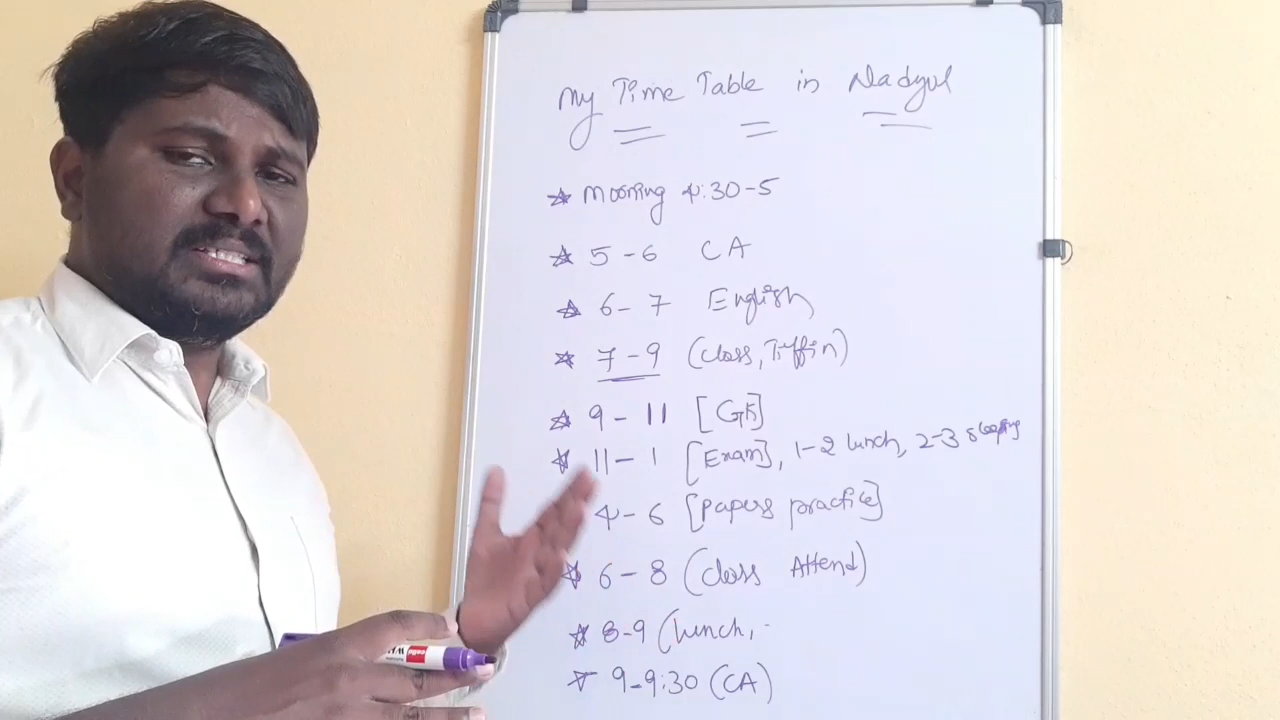 My Time Table in Nadyal
☆ Morning 4:30-5
☆ 5-6 CA
☆ 6-7 English
☆ 7-9 (class, Tiffin)
☆ 9-11 [GK]
☆ 11-1 [Exam], 1-2 lunch, 2-3 sleeping
4-6 [Papers practice]
☆ 6-8 (class Attend)
☆ 8-9 (lunch, -
☆ 9-9:30 (CA)